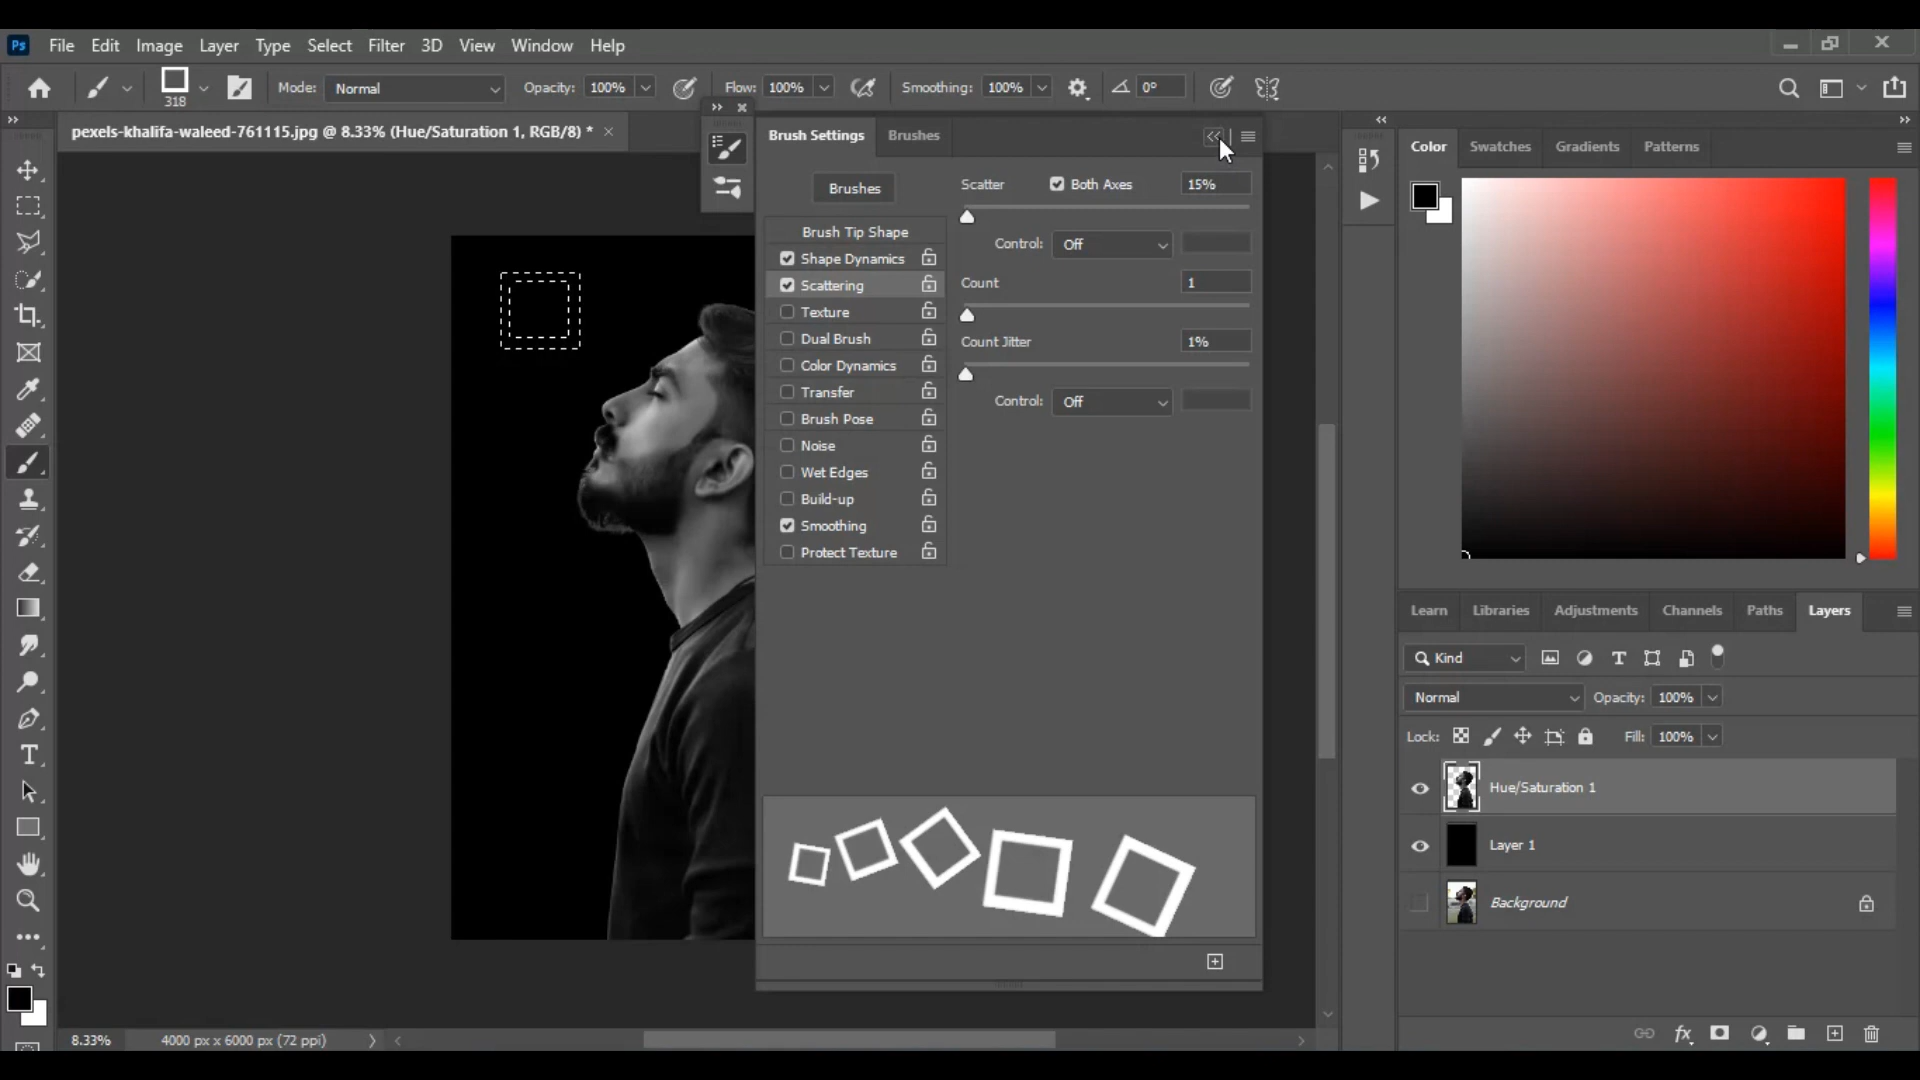 Ps File Edit Image Layer Type Select Filter 3D View Window Help
318 Mode: Normal Opacity: 100% Flow: 100% Smoothing: 100% 0°
pexels-khalifa-waleed-761115.jpg @ 8.33% (Hue/Saturation 1, RGB/8) *
Brush Settings Brushes
Brushes
Brush Tip Shape
Shape Dynamics
Scattering
Texture
Dual Brush
Color Dynamics
Transfer
Brush Pose
Noise
Wet Edges
Build-up
Smoothing
Protect Texture
Scatter Both Axes 15%
Control: Off
Count 1
Count Jitter 1%
Control: Off
Color Swatches Gradients Patterns
Learn Libraries Adjustments Channels Paths Layers
Kind
Normal Opacity: 100%
Lock: Fill: 100%
Hue/Saturation 1
Layer 1
Background
8.33% 4000 px x 6000 px (72 ppi)